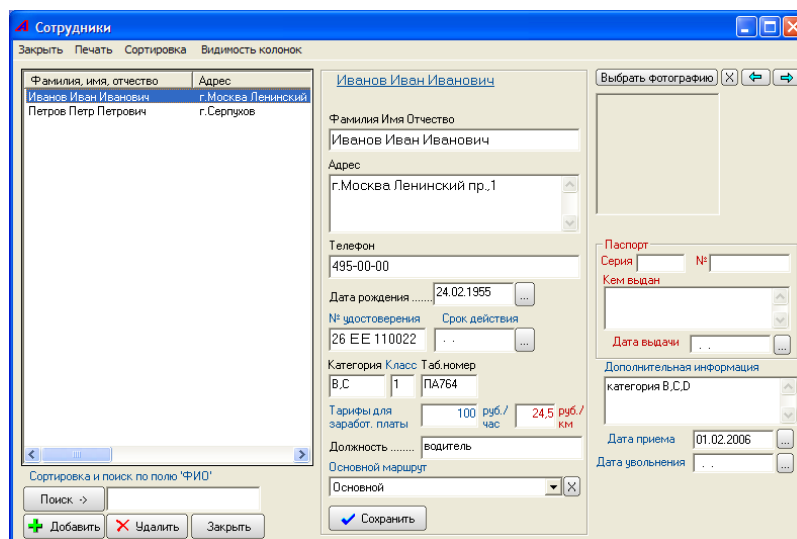 Сотрудники
Закрыть Печать Сортировка Видимость колонок
Фамилия, имя, отчество Адрес
Иванов Иван Иванович г.Москва Ленинский
Петров Петр Петрович г.Серпухов
Сортировка и поиск по полю 'ФИО'
Поиск ->
Добавить Удалить Закрыть
Иванов Иван Иванович
Фамилия Имя Отчество
Иванов Иван Иванович
Адрес
г.Москва Ленинский пр.,1
Телефон
495-00-00
Дата рождения ....... 24.02.1955 ...
№ удостоверения Срок действия
26 ЕЕ 110022 . . ...
Категория Класс Таб.номер
В,С 1 ПА764
Тарифы для заработ. платы 100 руб./час 24,5 руб./км
Должность ........ водитель
Основной маршрут
Основной X
Сохранить
Выбрать фотографию X
Паспорт
Серия №
Кем выдан
Дата выдачи . . ...
Дополнительная информация
категория В,С,D
Дата приема 01.02.2006 ...
Дата увольнения . . ...